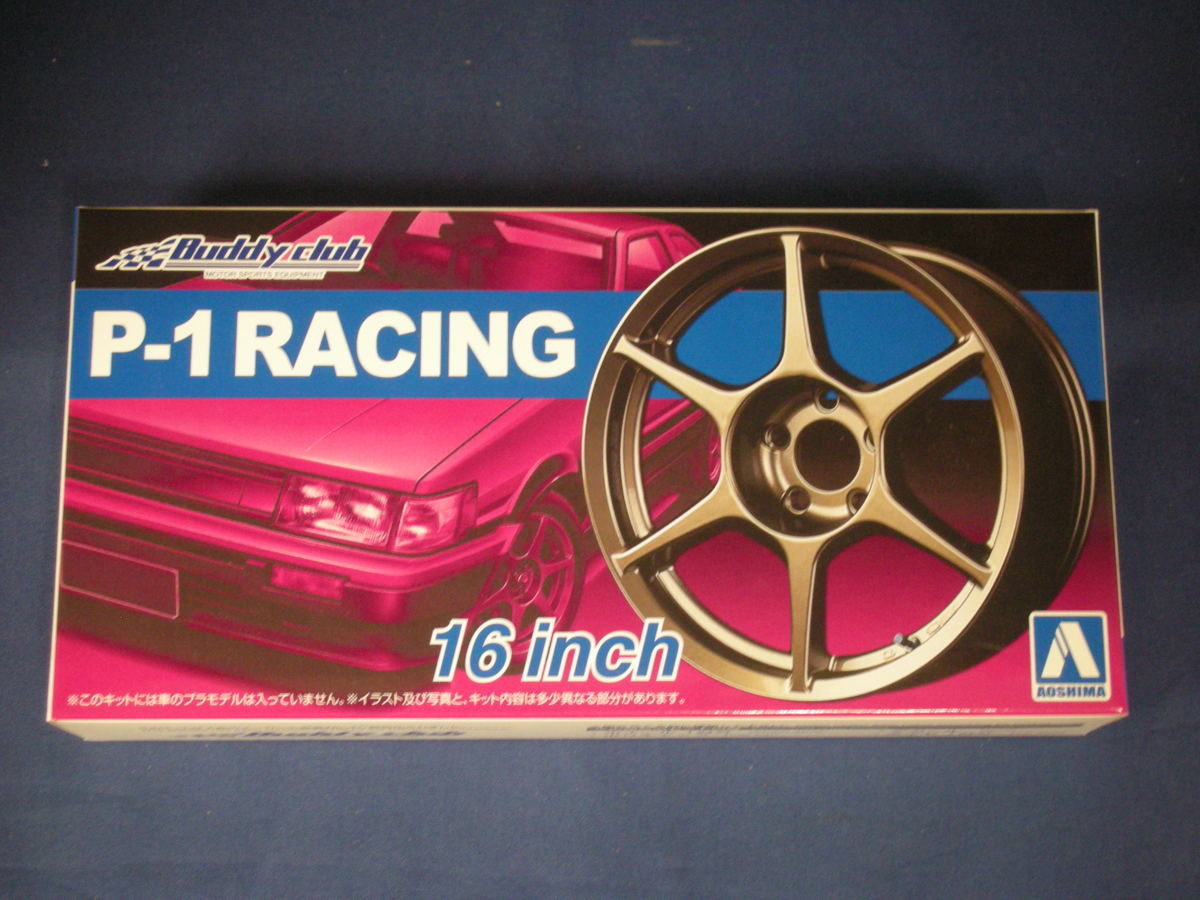 Buddy club
MOTOR SPORTS EQUIPMENT
P-1 RACING
16 inch
AOSHIMA
※このキットには車のプラモデルは入っていません。※イラスト及び写真と、キット内容は多少異なる部分があります。